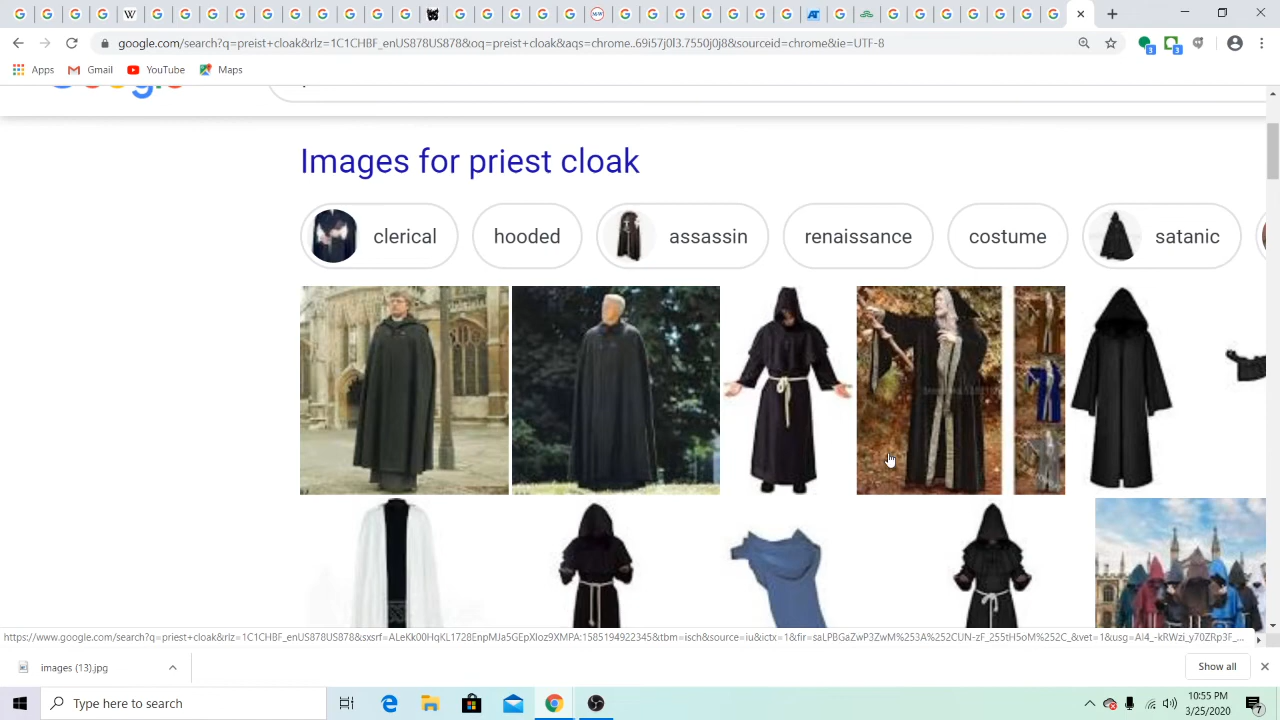 google.com/search?q=preist+cloak&rlz=1C1CHBF_enUS878US878&oq=preist+cloak&aqs=chrome..69i57j0l3.7550j0j8&sourceid=chrome&ie=UTF-8
Apps Gmail YouTube Maps
Images for priest cloak
clerical hooded assassin renaissance costume satanic
images (13).jpg
Show all
Type here to search
10:55 PM
3/25/2020